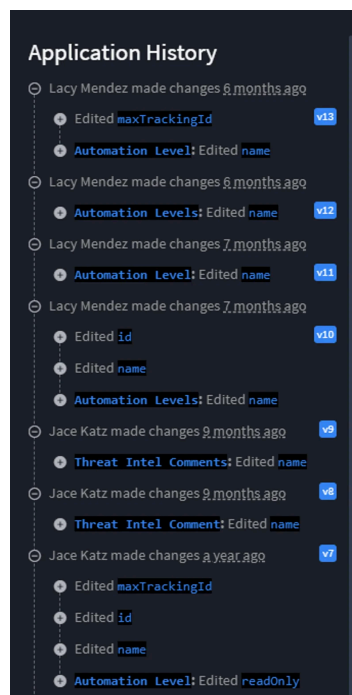 Application History
Lacy Mendez made changes 6 months ago
Edited maxTrackingId v13
Automation Level: Edited name
Lacy Mendez made changes 6 months ago
Automation Levels: Edited name v12
Lacy Mendez made changes 7 months ago
Automation Level: Edited name v11
Lacy Mendez made changes 7 months ago
Edited id v10
Edited name
Automation Levels: Edited name
Jace Katz made changes 9 months ago v9
Threat Intel Comments: Edited name
Jace Katz made changes 9 months ago v8
Threat Intel Comment: Edited name
Jace Katz made changes a year ago v7
Edited maxTrackingId
Edited id
Edited name
Automation Level: Edited readOnly